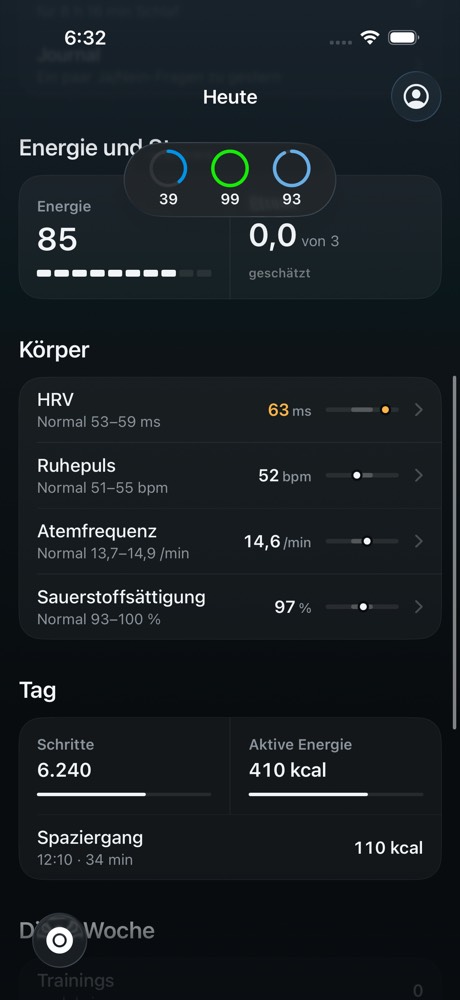 6:32
Journal
Heute
Energie und
39
99
93
Energie
85
0,0 von 3
geschätzt
Körper
HRV
Normal 53–59 ms
63 ms
Ruhepuls
Normal 51–55 bpm
52 bpm
Atemfrequenz
Normal 13,7–14,9 /min
14,6 /min
Sauerstoffsättigung
Normal 93–100 %
97 %
Tag
Schritte
6.240
Aktive Energie
410 kcal
Spaziergang
12:10 · 34 min
110 kcal
Woche
Trainings
0